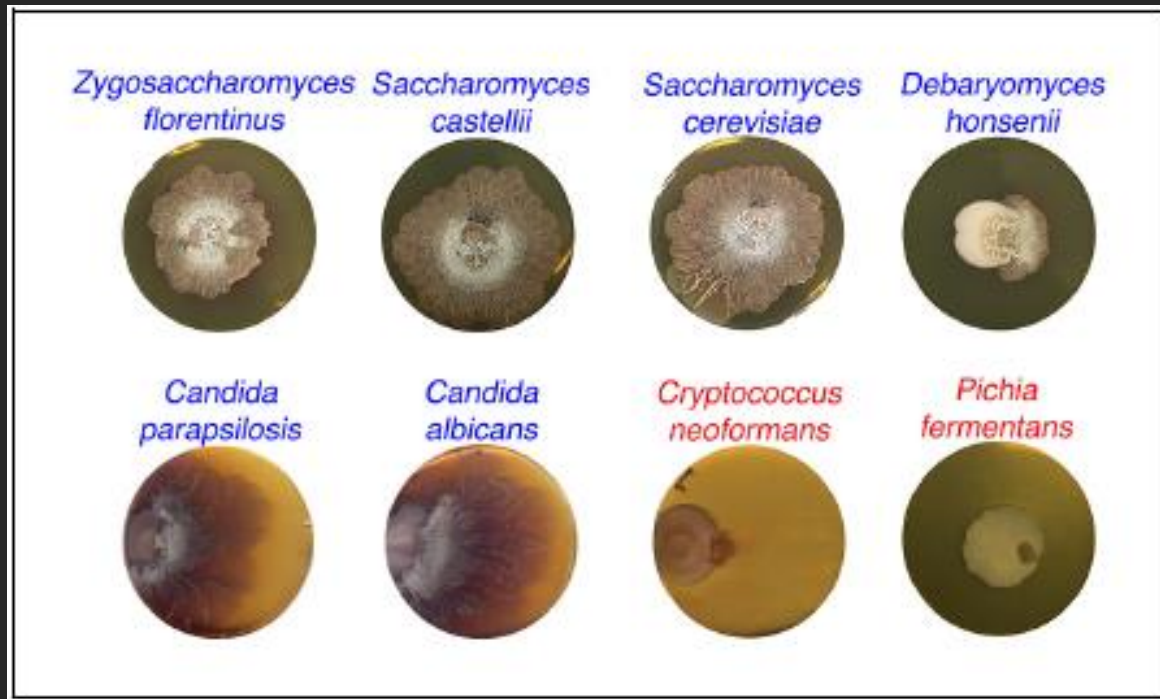 Zygosaccharomyces Saccharomyces Saccharomyces Debaryomyces
florentinus castellii cerevisiae honsenii
Candida Candida Cryptococcus Pichia
parapsilosis albicans neoformans fermentans